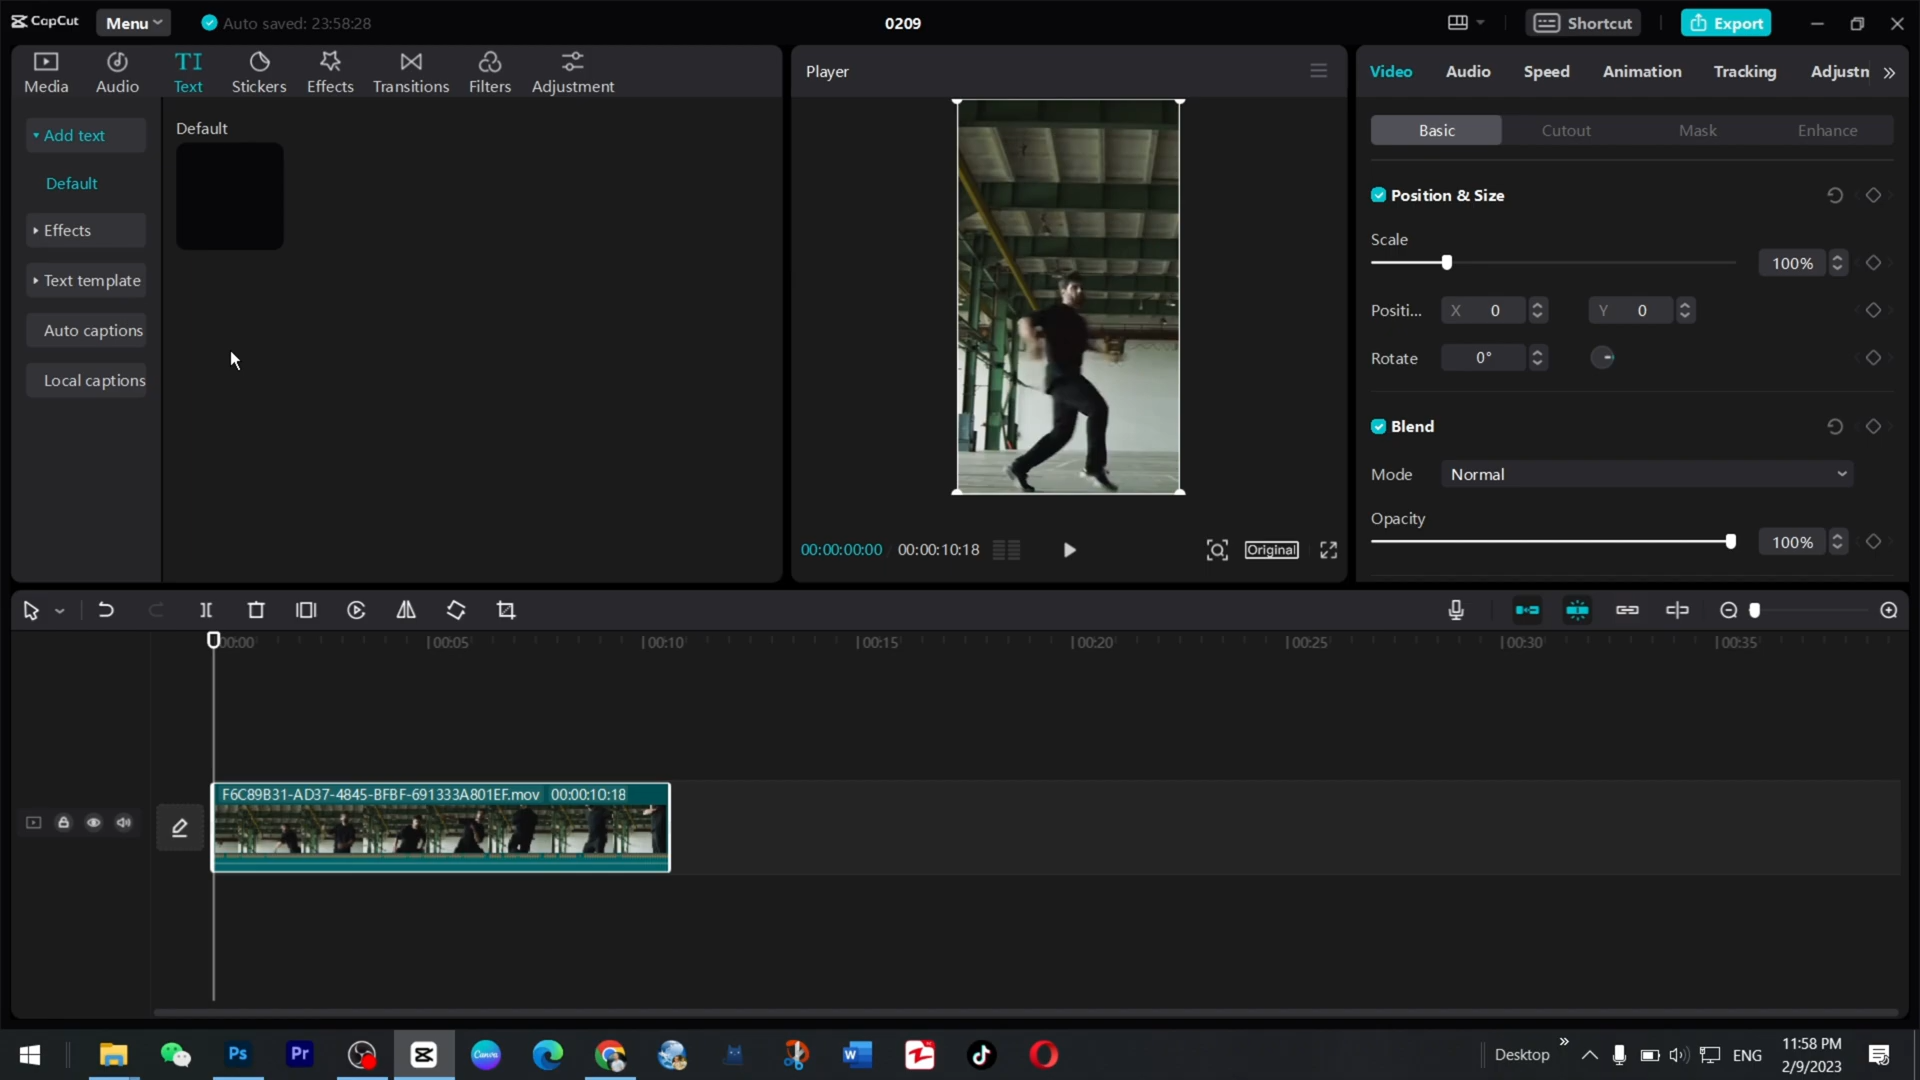 CapCut
Menu
Auto saved: 23:58:28
0209
Shortcut
Export
Media
Audio
TI
Text
Stickers
Effects
Transitions
Filters
Adjustment
Add text
Default
Effects
Text template
Auto captions
Local captions
Default
Player
00:00:00:00
00:00:10:18
Original
Video
Audio
Speed
Animation
Tracking
Adjustn
Basic
Cutout
Mask
Enhance
Position & Size
Scale
100%
Positi...
X 0
Y 0
Rotate
0°
Blend
Mode
Normal
Opacity
100%
00:00
00:05
00:10
00:15
00:20
00:25
00:30
00:35
F6C89B31-AD37-4845-BFBF-691333A801EF.mov 00:00:10:18
Ps
Pr
Canva
W
Desktop
ENG
11:58 PM
2/9/2023